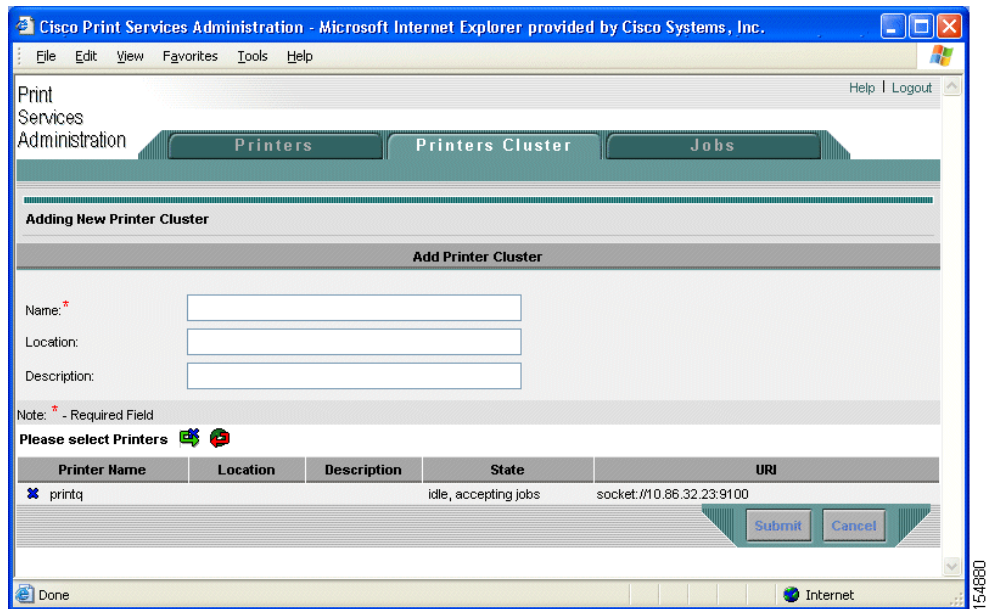 Cisco Print Services Administration - Microsoft Internet Explorer provided by Cisco Systems, Inc.
File Edit View Favorites Tools Help
Help | Logout
Print
Services
Administration
Printers Printers Cluster Jobs
Adding New Printer Cluster
Add Printer Cluster
Name:*
Location:
Description:
Note: * - Required Field
Please select Printers
Printer Name Location Description State URI
printq idle, accepting jobs socket://10.86.32.23:9100
Submit Cancel
Done Internet
154880